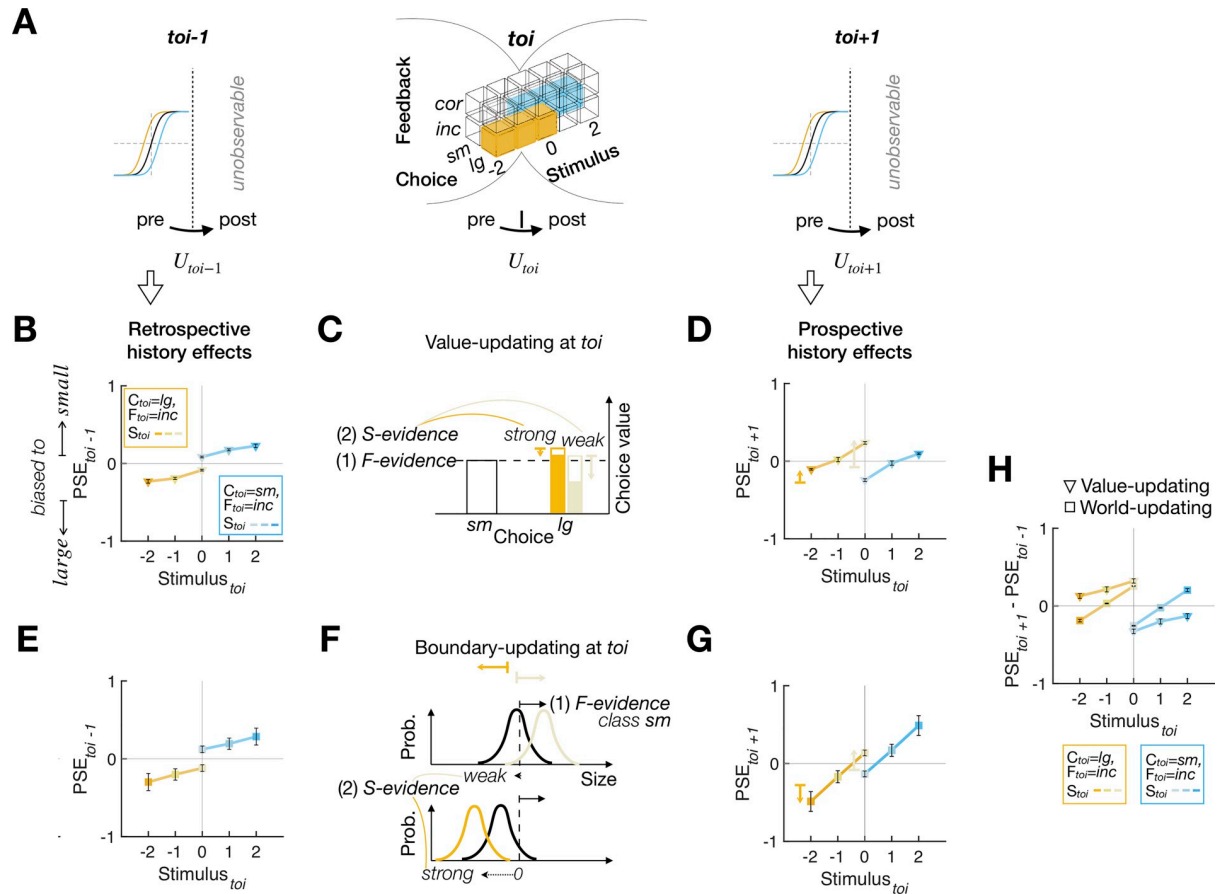 A
toi-1
unobservable
pre
post
U_toi−1
toi
Feedback
cor
inc
sm
lg
Choice
-2
0
2
Stimulus
pre
post
U_toi
toi+1
unobservable
pre
post
U_toi+1
B
Retrospective
history effects
biased to
large
small
PSE_toi -1
1
0
-1
C_toi=lg,
F_toi=inc
S_toi
C_toi=sm,
F_toi=inc
S_toi
-2 -1 0 1 2
Stimulus_toi
C
Value-updating at toi
(2) S-evidence
strong
weak
(1) F-evidence
sm
lg
Choice
Choice value
D
Prospective
history effects
PSE_toi +1
1
0
-1
-2 -1 0 1 2
Stimulus_toi
E
PSE_toi -1
1
0
-1
-2 -1 0 1 2
Stimulus_toi
F
Boundary-updating at toi
(1) F-evidence
class sm
Prob.
weak
Size
(2) S-evidence
Prob.
strong
0
G
PSE_toi +1
1
0
-1
-2 -1 0 1 2
Stimulus_toi
H
Value-updating
World-updating
PSE_toi +1 - PSE_toi -1
1
0
-1
-2 -1 0 1 2
Stimulus_toi
C_toi=lg,
F_toi=inc
S_toi
C_toi=sm,
F_toi=inc
S_toi